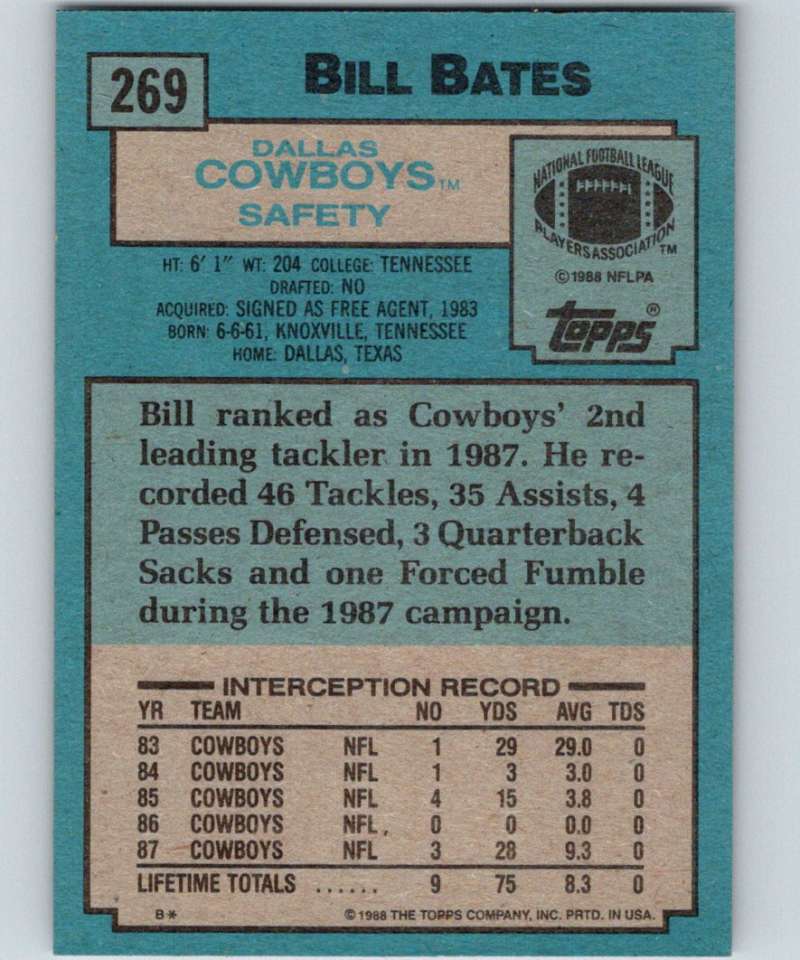 269
BILL BATES
DALLAS
COWBOYS™
SAFETY
NATIONAL FOOTBALL LEAGUE
PLAYERS ASSOCIATION™
©1988 NFLPA
topps®
HT: 6' 1" WT: 204 COLLEGE: TENNESSEE
DRAFTED: NO
ACQUIRED: SIGNED AS FREE AGENT, 1983
BORN: 6-6-61, KNOXVILLE, TENNESSEE
HOME: DALLAS, TEXAS
Bill ranked as Cowboys' 2nd
leading tackler in 1987. He re-
corded 46 Tackles, 35 Assists, 4
Passes Defensed, 3 Quarterback
Sacks and one Forced Fumble
during the 1987 campaign.
INTERCEPTION RECORD
YR TEAM NO YDS AVG TDS
83 COWBOYS NFL 1 29 29.0 0
84 COWBOYS NFL 1 3 3.0 0
85 COWBOYS NFL 4 15 3.8 0
86 COWBOYS NFL 0 0 0.0 0
87 COWBOYS NFL 3 28 9.3 0
LIFETIME TOTALS ...... 9 75 8.3 0
B* ©1988 THE TOPPS COMPANY, INC. PRTD. IN USA.